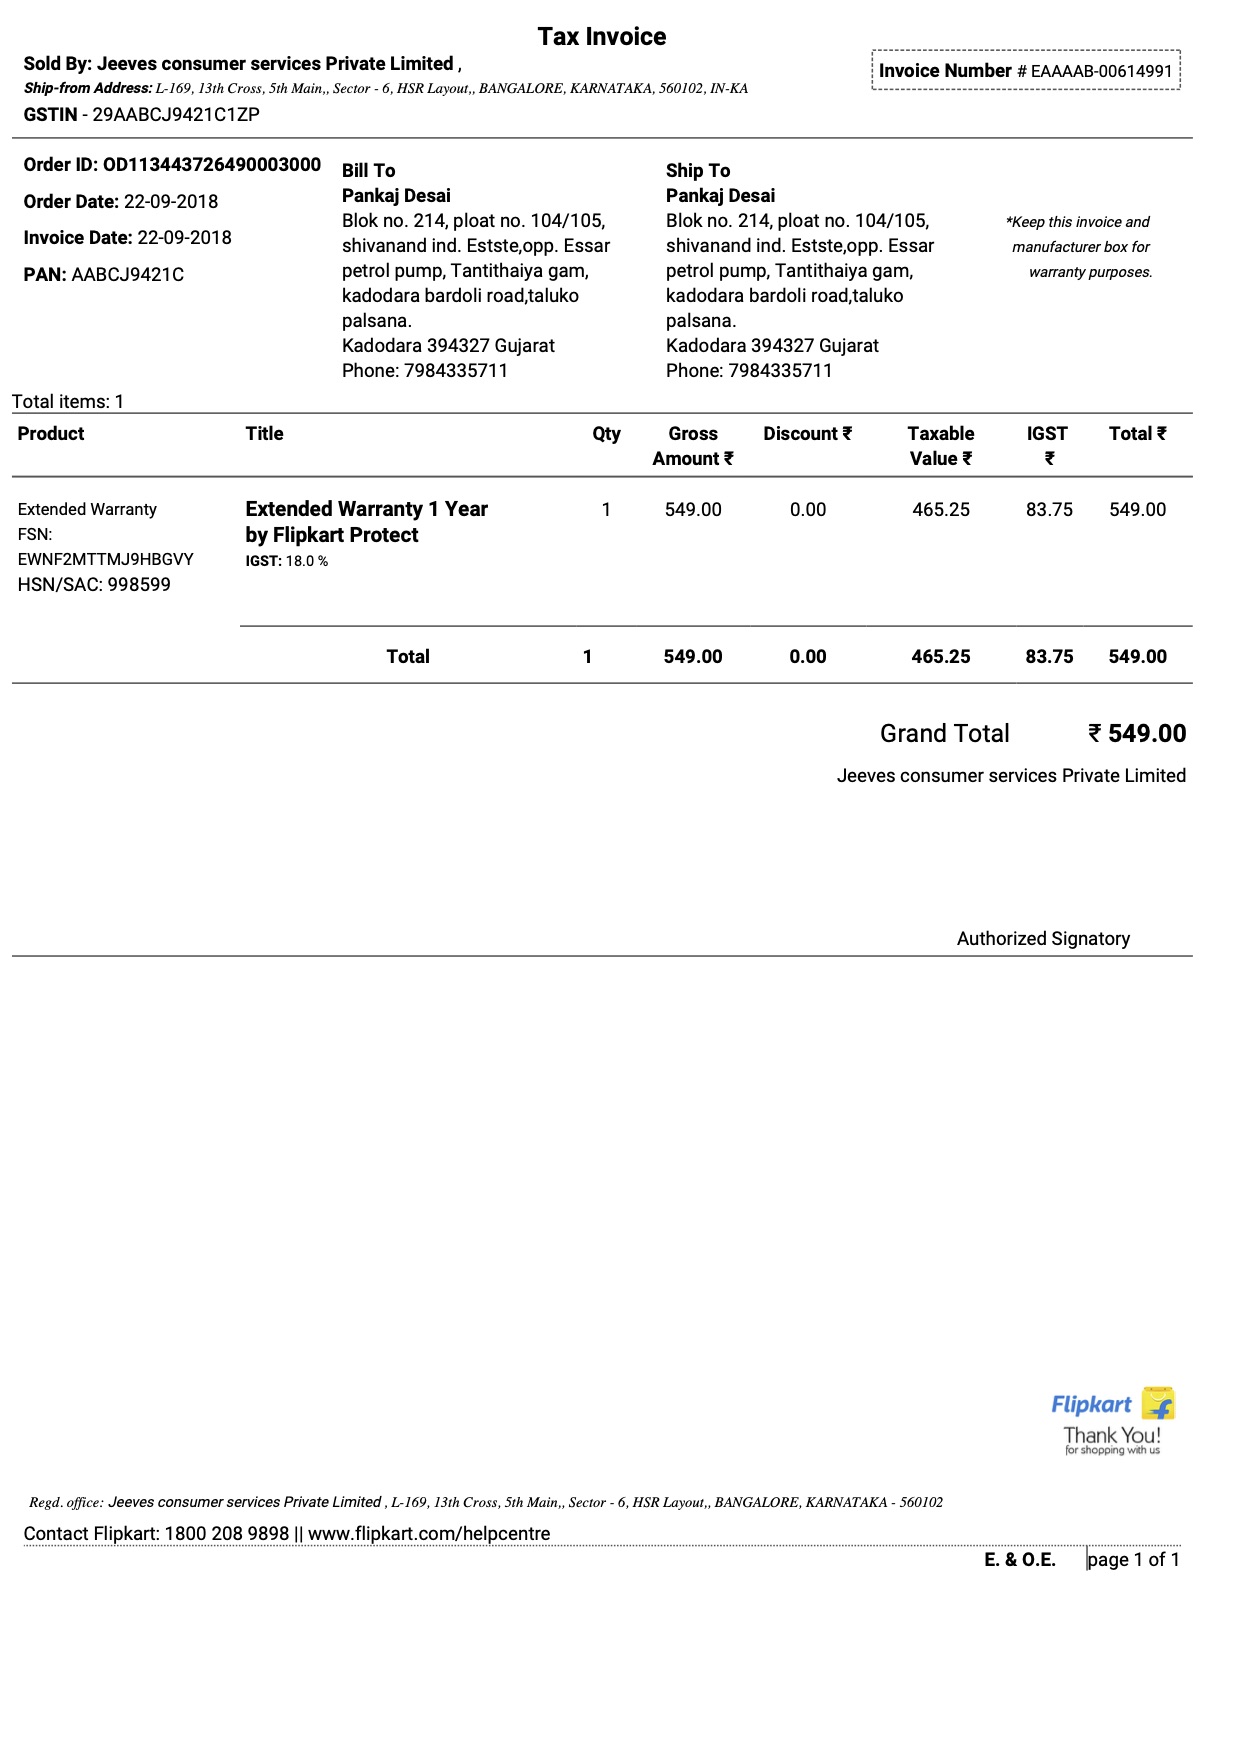 Tax Invoice
Sold By: Jeeves consumer services Private Limited ,
Ship-from Address: L-169, 13th Cross, 5th Main,, Sector - 6, HSR Layout,, BANGALORE, KARNATAKA, 560102, IN-KA
GSTIN - 29AABCJ9421C1ZP
Invoice Number # EAAAAB-00614991
Order ID: OD113443726490003000
Order Date: 22-09-2018
Invoice Date: 22-09-2018
PAN: AABCJ9421C
Bill To
Pankaj Desai
Blok no. 214, ploat no. 104/105,
shivanand ind. Estste,opp. Essar
petrol pump, Tantithaiya gam,
kadodara bardoli road,taluko
palsana.
Kadodara 394327 Gujarat
Phone: 7984335711
Ship To
Pankaj Desai
Blok no. 214, ploat no. 104/105,
shivanand ind. Estste,opp. Essar
petrol pump, Tantithaiya gam,
kadodara bardoli road,taluko
palsana.
Kadodara 394327 Gujarat
Phone: 7984335711
*Keep this invoice and
manufacturer box for
warranty purposes.
Total items: 1
Product Title Qty Gross Amount ₹ Discount ₹ Taxable Value ₹ IGST ₹ Total ₹
Extended Warranty
FSN:
EWNF2MTTMJ9HBGVY
HSN/SAC: 998599
Extended Warranty 1 Year
by Flipkart Protect
IGST: 18.0 %
1 549.00 0.00 465.25 83.75 549.00
Total 1 549.00 0.00 465.25 83.75 549.00
Grand Total ₹ 549.00
Jeeves consumer services Private Limited
Authorized Signatory
Flipkart
Thank You!
for shopping with us
Regd. office: Jeeves consumer services Private Limited , L-169, 13th Cross, 5th Main,, Sector - 6, HSR Layout,, BANGALORE, KARNATAKA - 560102
Contact Flipkart: 1800 208 9898 || www.flipkart.com/helpcentre
E. & O.E. page 1 of 1